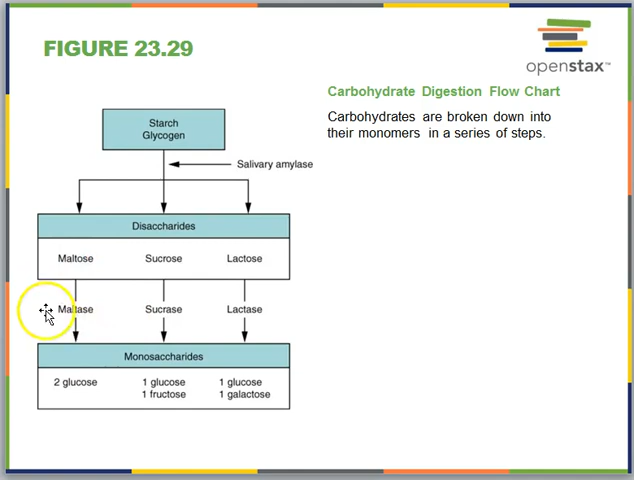 FIGURE 23.29
openstax™
Carbohydrate Digestion Flow Chart
Carbohydrates are broken down into
their monomers in a series of steps.
Starch
Glycogen
Salivary amylase
Disaccharides
Maltose Sucrose Lactose
Maltase Sucrase Lactase
Monosaccharides
2 glucose 1 glucose 1 glucose
1 fructose 1 galactose